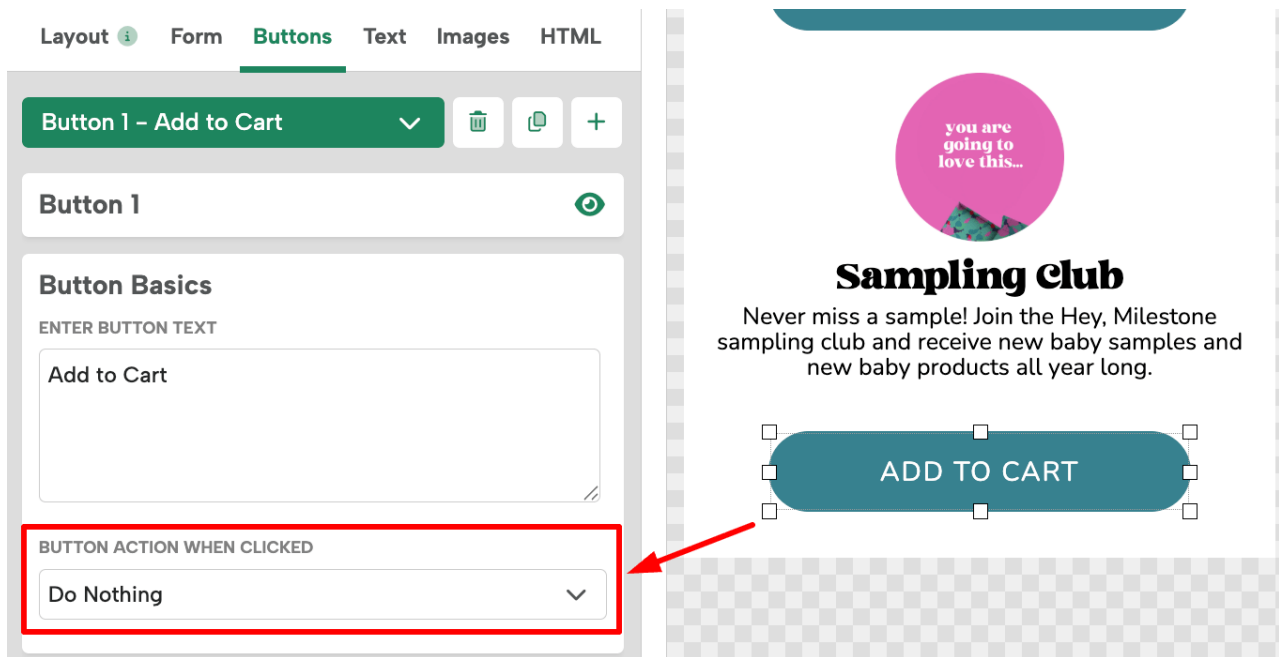 Layout i Form Buttons Text Images HTML
Button 1 – Add to Cart
Button 1
Button Basics
ENTER BUTTON TEXT
Add to Cart
BUTTON ACTION WHEN CLICKED
Do Nothing
you are
going to
love this...
Sampling Club
Never miss a sample! Join the Hey, Milestone
sampling club and receive new baby samples and
new baby products all year long.
ADD TO CART